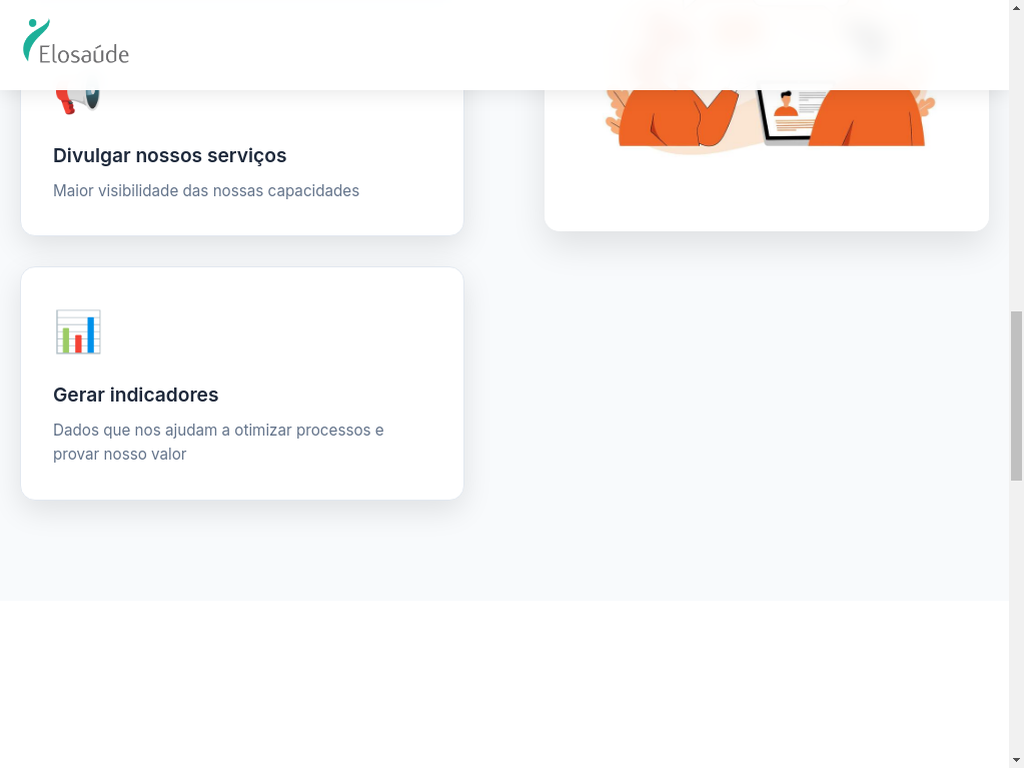 Elosaúde
Divulgar nossos serviços
Maior visibilidade das nossas capacidades
Gerar indicadores
Dados que nos ajudam a otimizar processos e
provar nosso valor